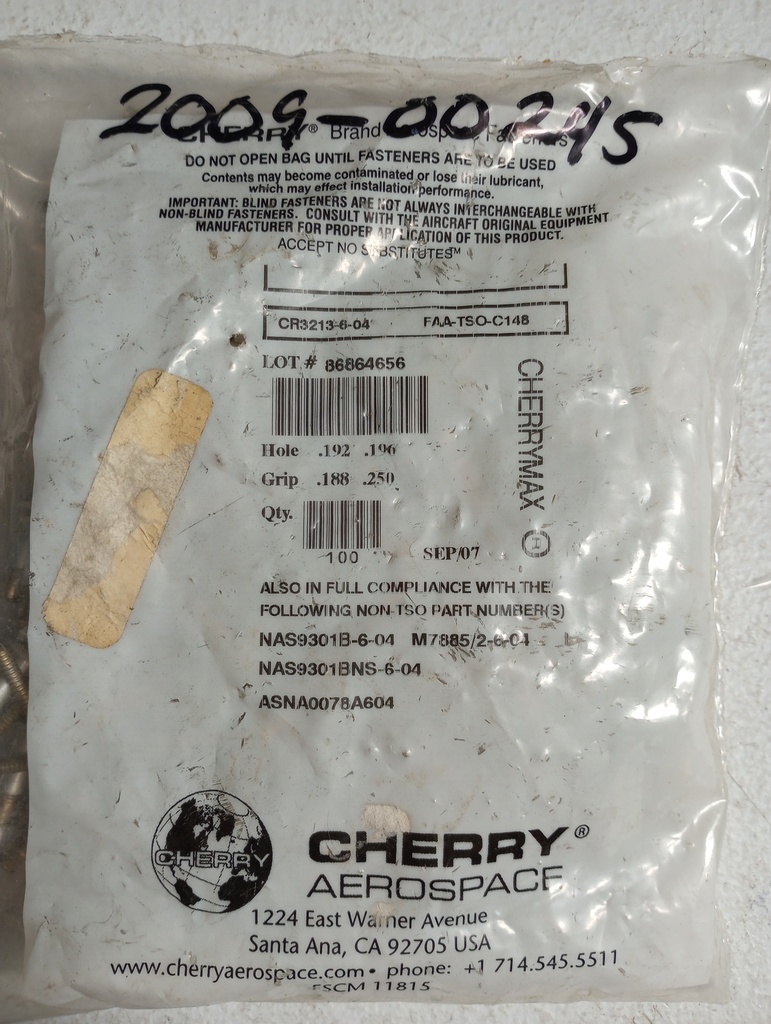 2009-00245
CHERRY® Brand Aerospace Fasteners
DO NOT OPEN BAG UNTIL FASTENERS ARE TO BE USED
Contents may become contaminated or lose their lubricant,
which may effect installation performance.
IMPORTANT: BLIND FASTENERS ARE NOT ALWAYS INTERCHANGEABLE WITH
NON-BLIND FASTENERS. CONSULT WITH THE AIRCRAFT ORIGINAL EQUIPMENT
MANUFACTURER FOR PROPER APPLICATION OF THIS PRODUCT.
ACCEPT NO SUBSTITUTES™
CR3213-6-04 FAA-TSO-C148
LOT # 86864656
Hole .192 .196
Grip .188 .250
Qty.
100
SEP/07
CHERRYMAX ®
ALSO IN FULL COMPLIANCE WITH THE
FOLLOWING NON-TSO PART NUMBER(S)
NAS9301B-6-04 M7885/2-6-04
NAS9301BNS-6-04
ASNA0078A604
CHERRY
CHERRY®
AEROSPACE
1224 East Warner Avenue
Santa Ana, CA 92705 USA
www.cherryaerospace.com • phone: +1 714.545.5511
FSCM 11815